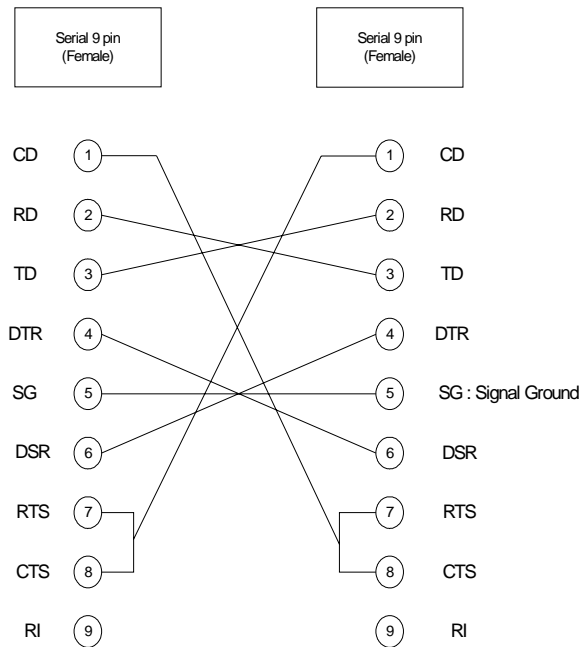 Serial 9 pin
(Female)
Serial 9 pin
(Female)
CD 1 1 CD
RD 2 2 RD
TD 3 3 TD
DTR 4 4 DTR
SG 5 5 SG : Signal Ground
DSR 6 6 DSR
RTS 7 7 RTS
CTS 8 8 CTS
RI 9 9 RI